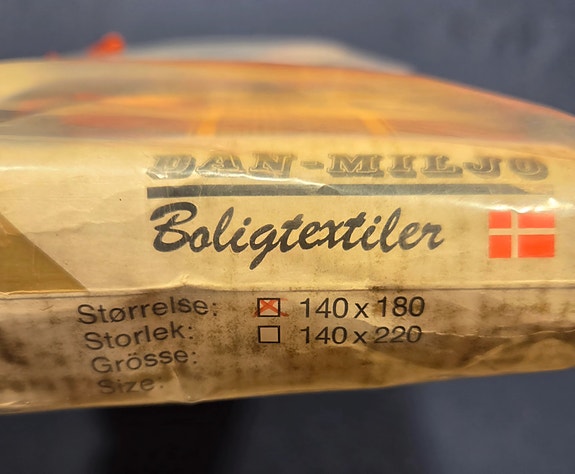 DAN-MILJØ
Boligtextiler
Størrelse: ☒ 140 x 180
Storlek: ☐ 140 x 220
Grösse:
Size: